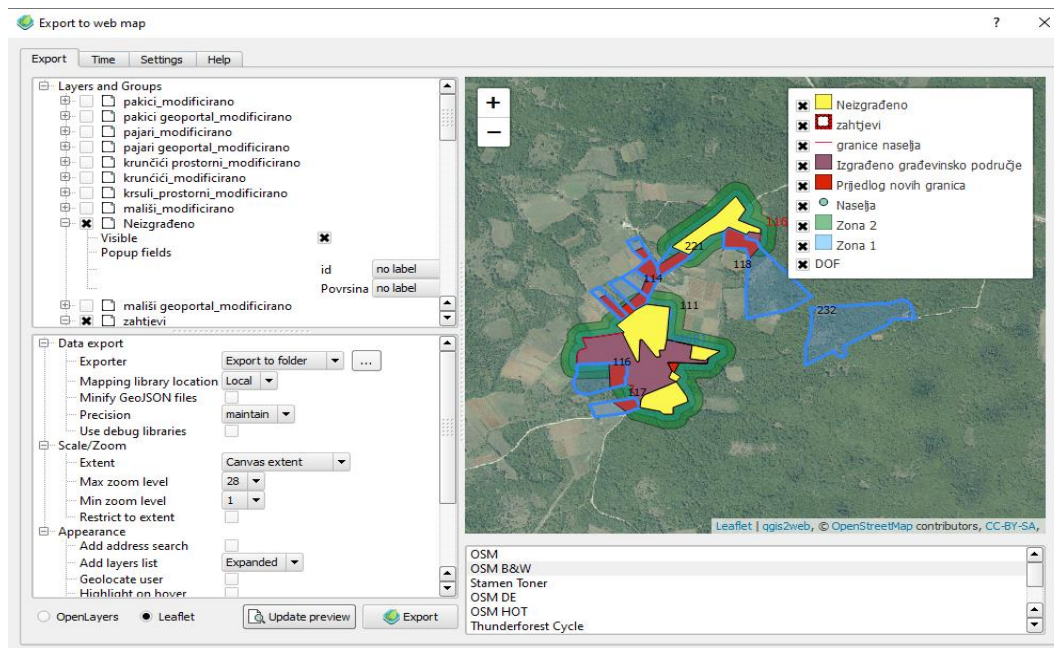 Export to web map
?
Export Time Settings Help
Layers and Groups
pakici_modificirano
pakici geoportal_modificirano
pajari_modificirano
pajari geoportal_modificirano
krunčići prostorni_modificirano
krunčići_modificirano
krsuli_prostorni_modificirano
mališi_modificirano
Neizgrađeno
Visible
Popup fields
id no label
Povrsina no label
mališi geoportal_modificirano
zahtjevi
Data export
Exporter Export to folder ...
Mapping library location Local
Minify GeoJSON files
Precision maintain
Use debug libraries
Scale/Zoom
Extent Canvas extent
Max zoom level 28
Min zoom level 1
Restrict to extent
Appearance
Add address search
Add layers list Expanded
Geolocate user
Highlight on hover
OpenLayers Leaflet Update preview Export
+
−
Neizgrađeno
zahtjevi
granice naselja
Izgrađeno građevinsko područje
Prijedlog novih granica
Naselja
Zona 2
Zona 1
DOF
221
118
114
111
232
116
117
Leaflet | qgis2web, © OpenStreetMap contributors, CC-BY-SA,
OSM
OSM B&W
Stamen Toner
OSM DE
OSM HOT
Thunderforest Cycle